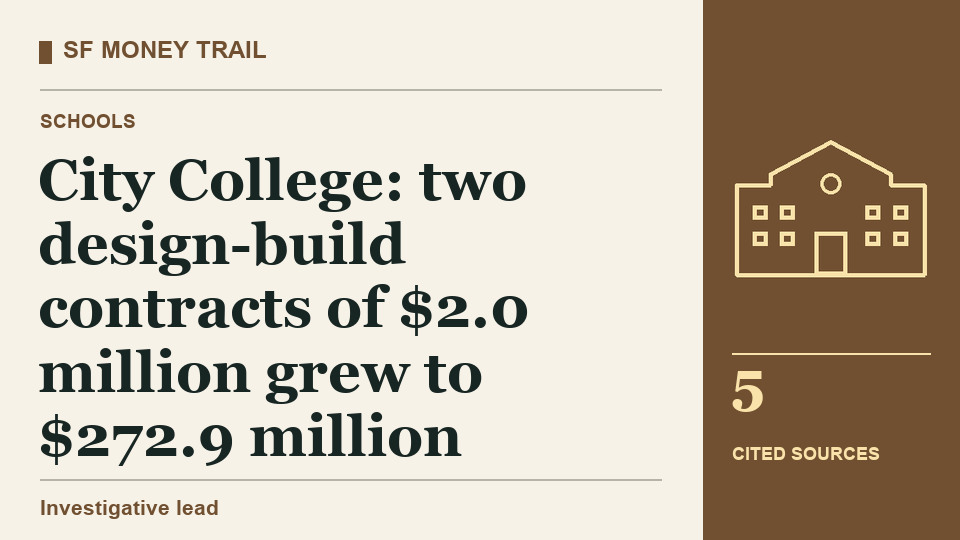 SF MONEY TRAIL
SCHOOLS
City College: two
design-build
contracts of $2.0
million grew to
$272.9 million
Investigative lead
5
CITED SOURCES